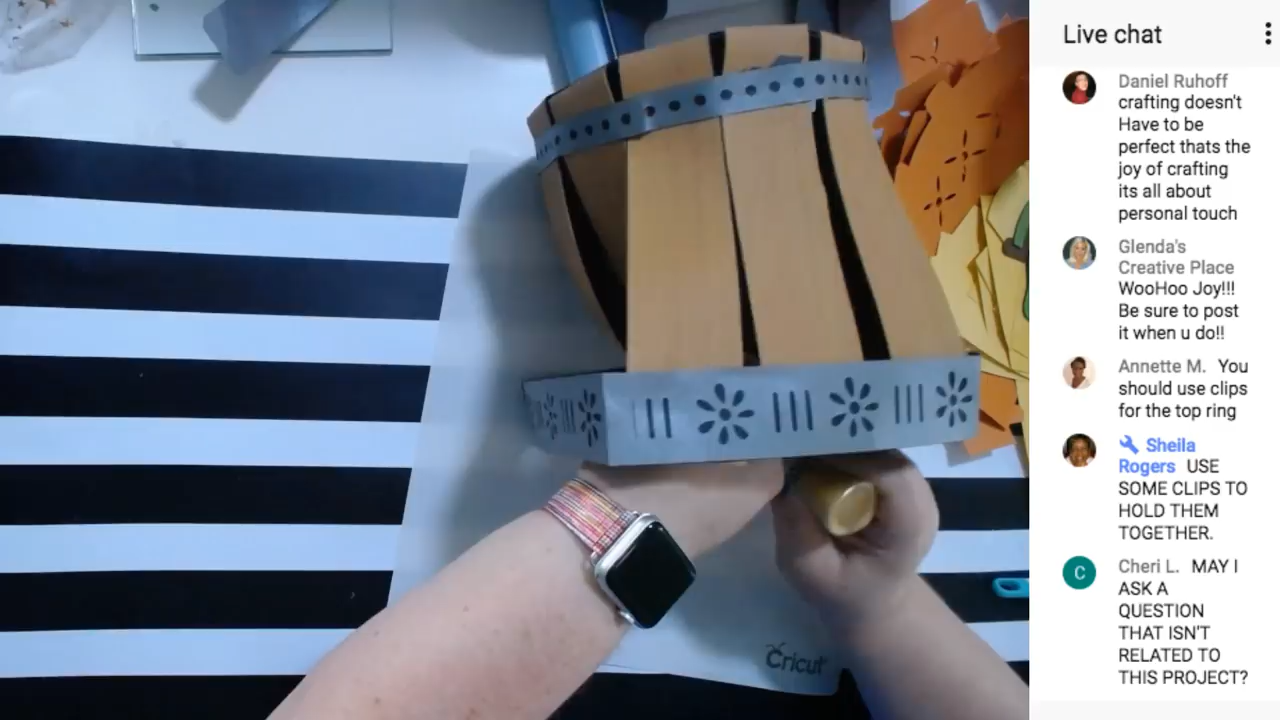 Live chat
Daniel Ruhoff
crafting doesn't
Have to be
perfect thats the
joy of crafting
its all about
personal touch
Glenda's
Creative Place
WooHoo Joy!!!
Be sure to post
it when u do!!
Annette M. You
should use clips
for the top ring
Sheila
Rogers USE
SOME CLIPS TO
HOLD THEM
TOGETHER.
C
Cheri L. MAY I
ASK A
QUESTION
THAT ISN'T
RELATED TO
THIS PROJECT?
Cricut